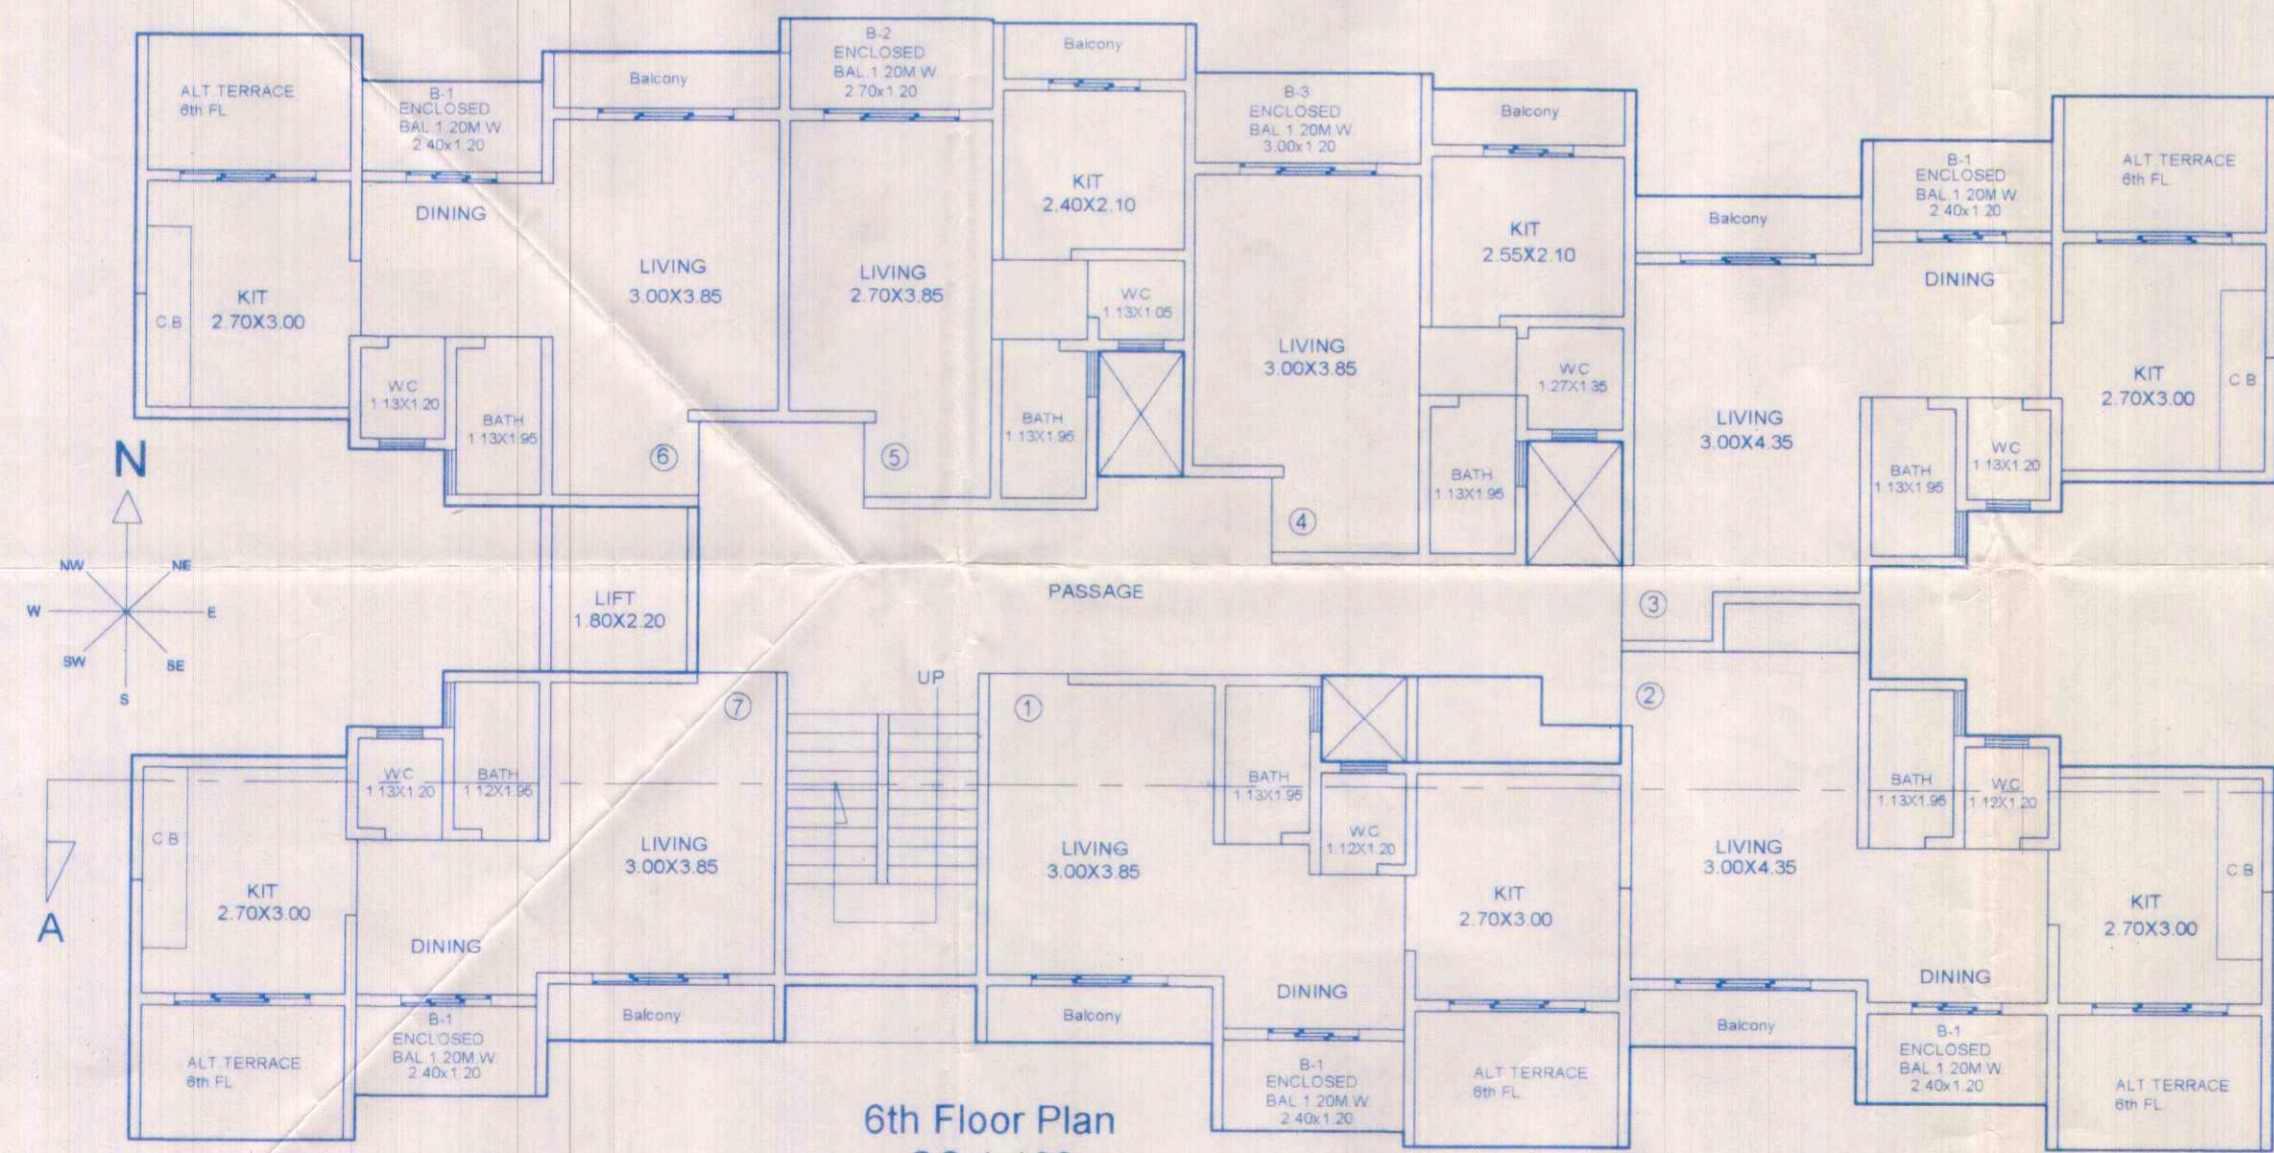 ALT.TERRACE
6th FL
B-1
ENCLOSED
BAL.1.20M.W.
2.40x1.20
Balcony
B-2
ENCLOSED
BAL.1.20M.W.
2.70x1.20
Balcony
B-3
ENCLOSED
BAL.1.20M.W.
3.00x1.20
Balcony
Balcony
B-1
ENCLOSED
BAL.1.20M.W.
2.40x1.20
ALT.TERRACE
6th FL
C.B
KIT
2.70X3.00
DINING
LIVING
3.00X3.85
LIVING
2.70X3.85
KIT
2.40X2.10
W.C
1.13X1.05
LIVING
3.00X3.85
KIT
2.55X2.10
W.C
1.27X1.35
LIVING
3.00X4.35
DINING
KIT
2.70X3.00
C.B
W.C
1.13X1.20
BATH
1.13X1.95
6
5
BATH
1.13X1.95
4
BATH
1.13X1.95
BATH
1.13X1.95
W.C
1.13X1.20
N
NW
NE
W
E
SW
SE
S
LIFT
1.80X2.20
PASSAGE
3
UP
7
1
2
A
C.B
KIT
2.70X3.00
W.C
1.13X1.20
BATH
1.12X1.95
DINING
LIVING
3.00X3.85
LIVING
3.00X3.85
BATH
1.13X1.95
W.C
1.12X1.20
KIT
2.70X3.00
DINING
LIVING
3.00X4.35
BATH
1.13X1.95
W.C
1.12X1.20
DINING
KIT
2.70X3.00
C.B
ALT.TERRACE
6th FL
B-1
ENCLOSED
BAL.1.20M.W.
2.40x1.20
Balcony
Balcony
B-1
ENCLOSED
BAL.1.20M.W.
2.40x1.20
ALT.TERRACE
6th FL
Balcony
B-1
ENCLOSED
BAL.1.20M.W.
2.40x1.20
ALT.TERRACE
6th FL
6th Floor Plan